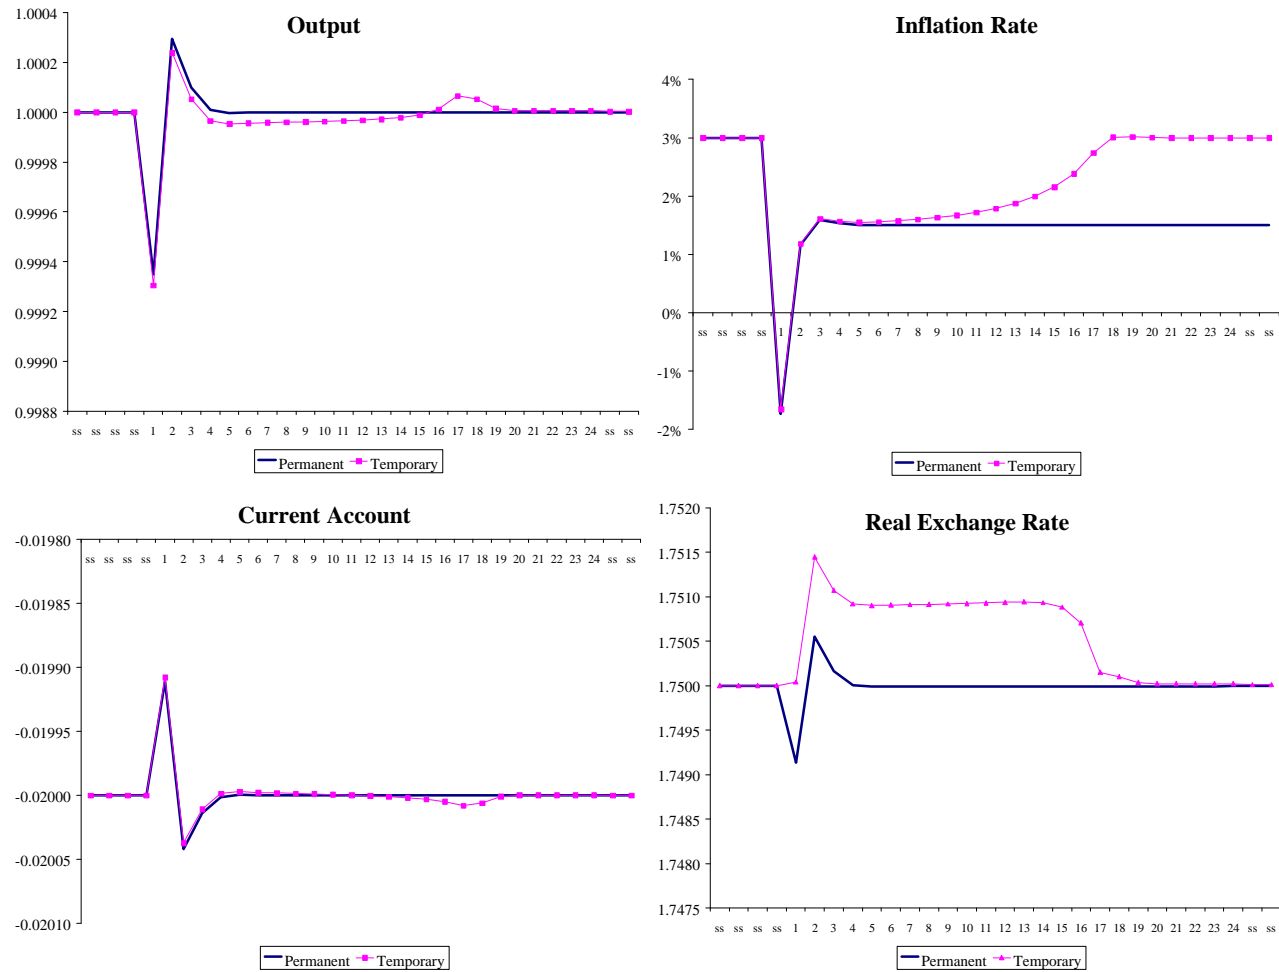 Output
1.0004
1.0002
1.0000
0.9998
0.9996
0.9994
0.9992
0.9990
0.9988
ss ss ss ss 1 2 3 4 5 6 7 8 9 10 11 12 13 14 15 16 17 18 19 20 21 22 23 24 ss ss
Permanent Temporary
Inflation Rate
4%
3%
2%
1%
0%
ss ss ss ss 1 2 3 4 5 6 7 8 9 10 11 12 13 14 15 16 17 18 19 20 21 22 23 24 ss ss
-1%
-2%
Permanent Temporary
Current Account
-0.01980
ss ss ss ss 1 2 3 4 5 6 7 8 9 10 11 12 13 14 15 16 17 18 19 20 21 22 23 24 ss ss
-0.01985
-0.01990
-0.01995
-0.02000
-0.02005
-0.02010
Permanent Temporary
Real Exchange Rate
1.7520
1.7515
1.7510
1.7505
1.7500
1.7495
1.7490
1.7485
1.7480
1.7475
ss ss ss ss 1 2 3 4 5 6 7 8 9 10 11 12 13 14 15 16 17 18 19 20 21 22 23 24 ss ss
Permanent Temporary